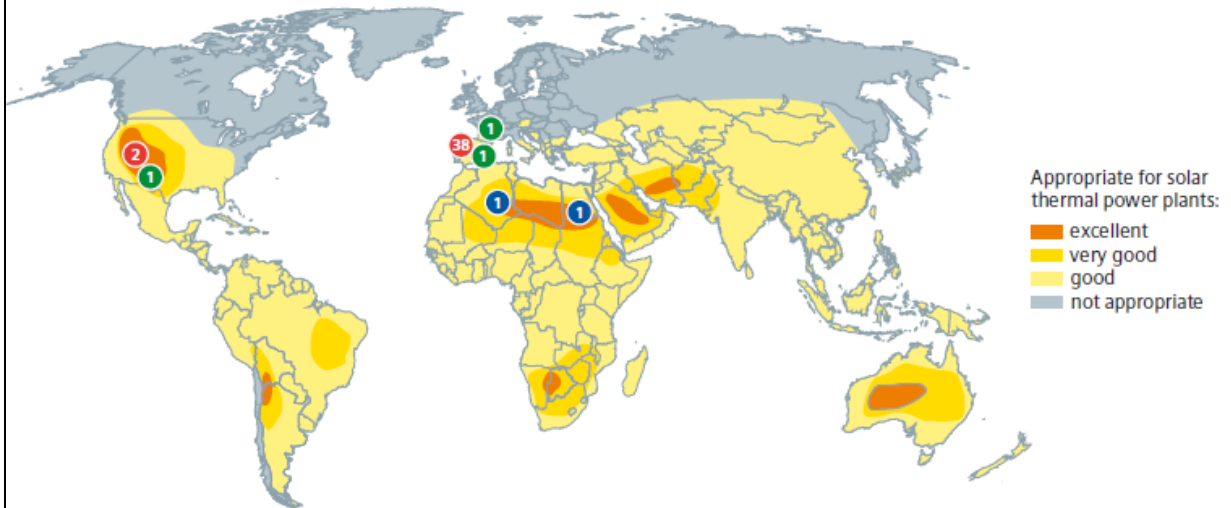 1
38
1
2
1
1
1
Appropriate for solar
thermal power plants:
excellent
very good
good
not appropriate